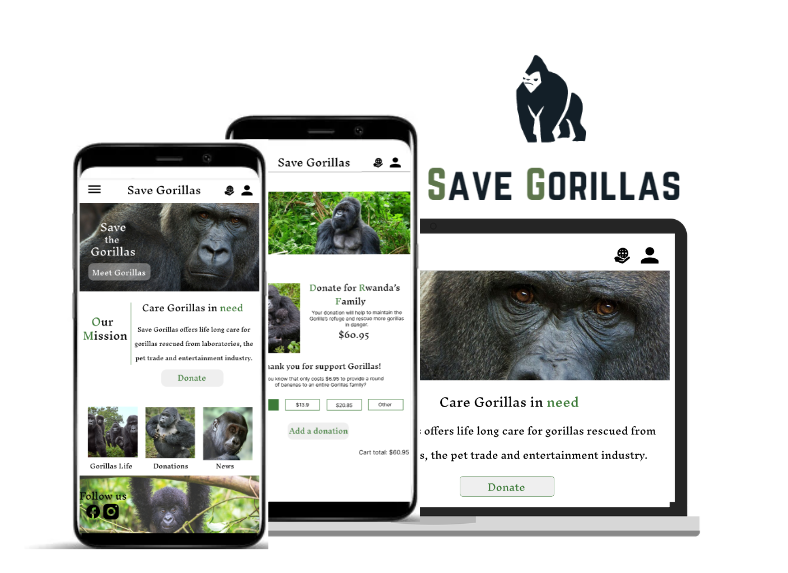 SAVE GORILLAS
Save Gorillas
Save
the
Gorillas
Meet Gorillas
Our
Mission
Care Gorillas in need
Save Gorillas offers life long care for
gorillas rescued from laboratories, the
pet trade and entertainment industry.
Donate
Gorillas Life
Donations
News
Follow us
Save Gorillas
Donate for Rwanda's
Family
Your donation will help to maintain the
Gorilla's refuge and rescue more gorillas
in danger.
$60.95
ank you for support Gorillas!
ou know that only costs $6.95 to provide a round
of bananas to an entire Gorillas family?
$13.9
$20.85
Other
Add a donation
Cart total: $60.95
Care Gorillas in need
s offers life long care for gorillas rescued from
s, the pet trade and entertainment industry.
Donate